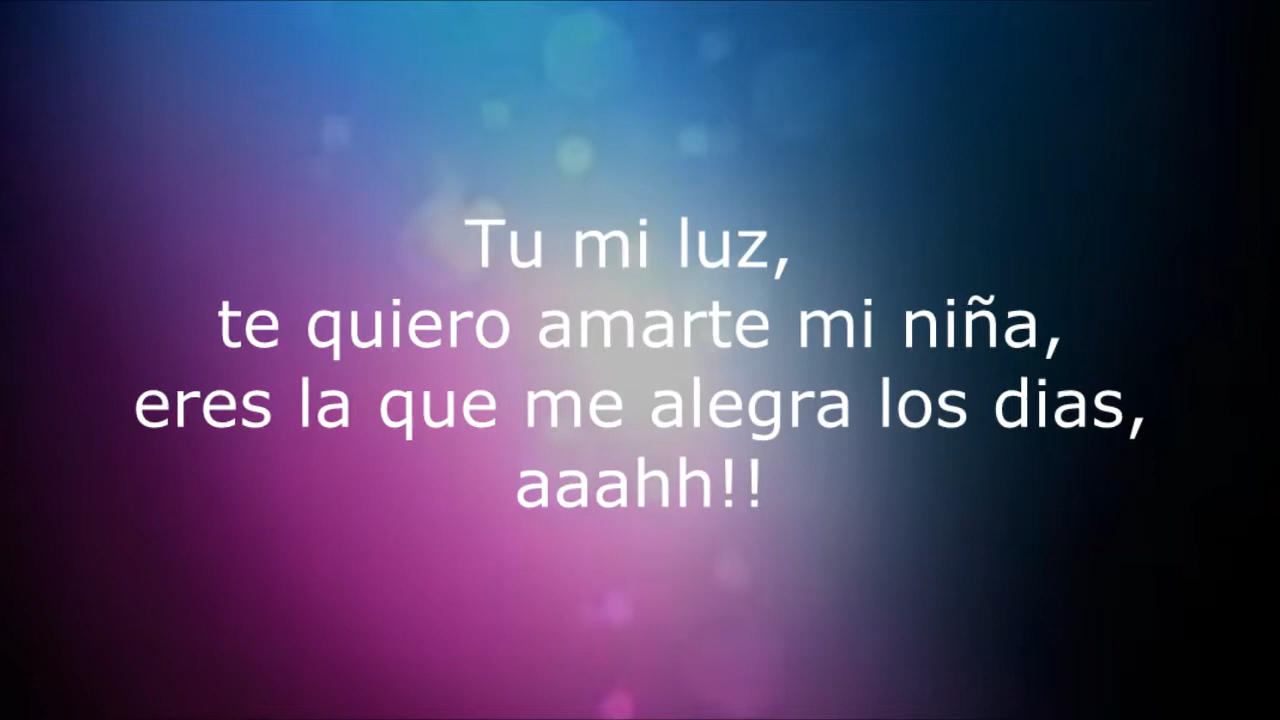 Tu mi luz,
te quiero amarte mi niña,
eres la que me alegra los dias,
aaahh!!